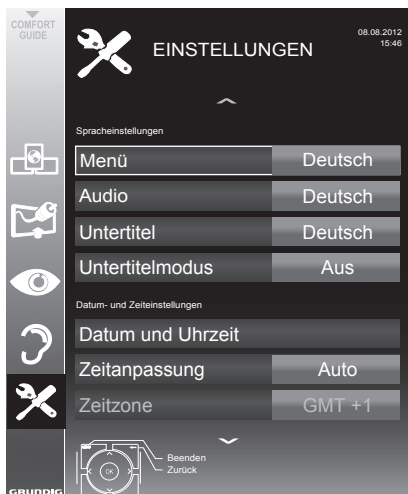 COMFORT
GUIDE
EINSTELLUNGEN
08.08.2012
15:46
Spracheinstellungen
Menü Deutsch
Audio Deutsch
Untertitel Deutsch
Untertitelmodus Aus
Datum- und Zeiteinstellungen
Datum und Uhrzeit
Zeitanpassung Auto
Zeitzone GMT +1
OK
Beenden
Zurück
GRUNDIG